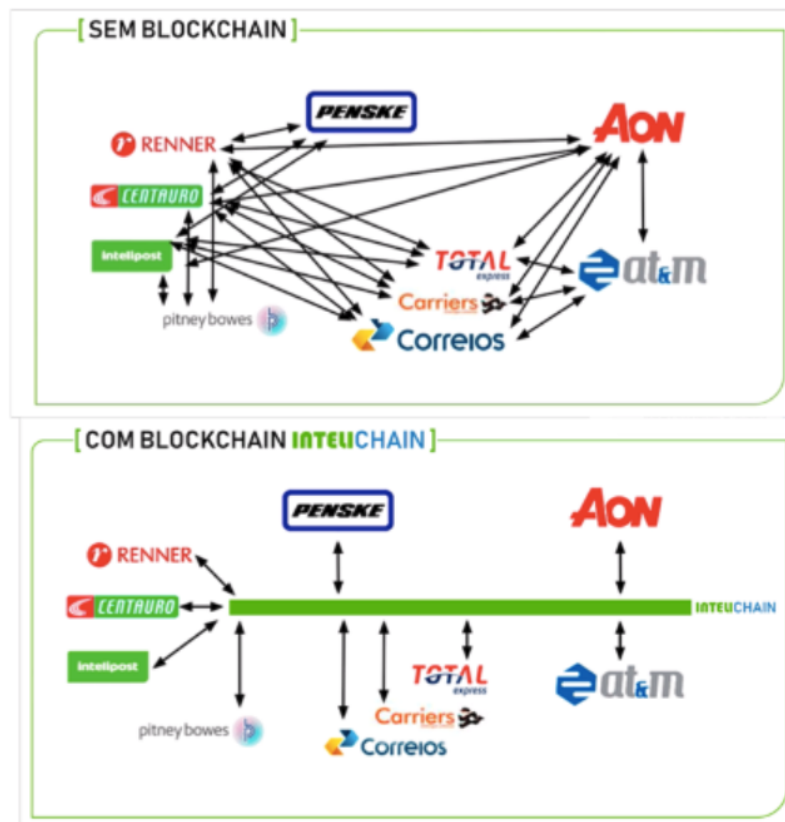 [ SEM BLOCKCHAIN ]
PENSKE
AON
RENNER
CENTAURO
intelipost
TOTAL
express
at&m
Carriers
pitney bowes
Correios
[ COM BLOCKCHAIN INTELICHAIN ]
PENSKE
AON
RENNER
CENTAURO
INTELICHAIN
intelipost
TOTAL
express
at&m
Carriers
pitney bowes
Correios